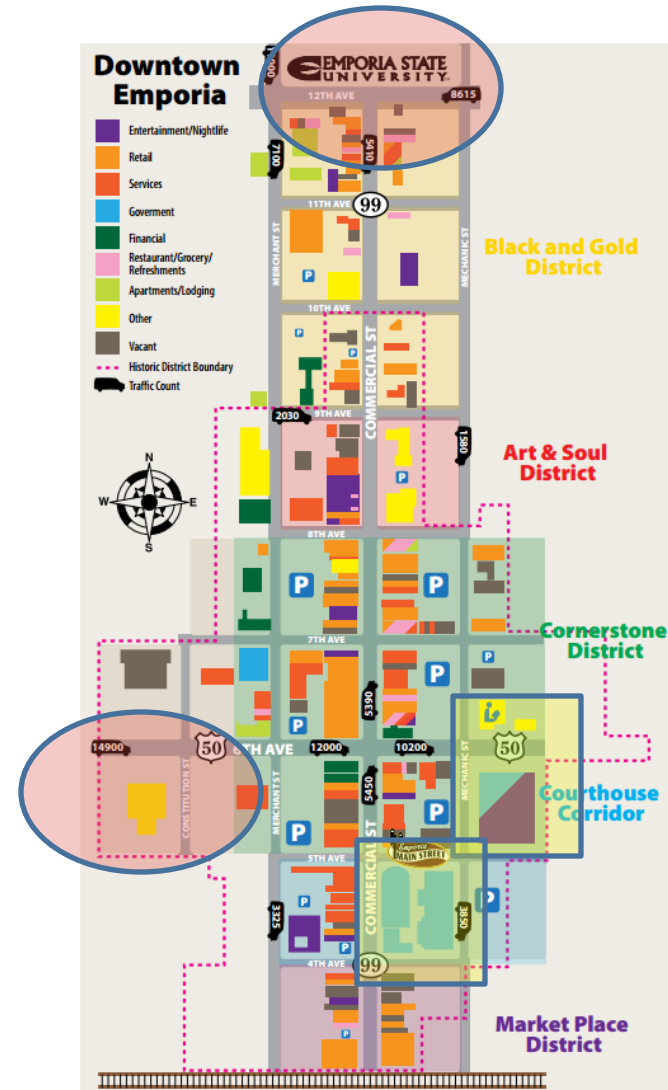 Downtown
Emporia
Entertainment/Nightlife
Retail
Services
Goverment
Financial
Restaurant/Grocery/
Refreshments
Apartments/Lodging
Other
Vacant
Historic District Boundary
Traffic Count
EMPORIA STATE
UNIVERSITY
12TH AVE
8615
7100
5410
11TH AVE
99
MERCHANT ST
MECHANIC ST
Black and Gold
District
P
10TH AVE
P
P
COMMERCIAL ST
2030
9TH AVE
1580
Art & Soul
District
P
N
W
E
S
8TH AVE
P
P
7TH AVE
Cornerstone
District
P
P
P
5390
14900
50
6TH AVE
12000
10200
50
CONSTITUTION ST
MERCHANT ST
5450
MECHANIC ST
Courthouse
Corridor
P
P
COMMERCIAL ST
Emporia
MAIN STREET
5TH AVE
P
P
3325
3850
P
4TH AVE
99
Market Place
District
P